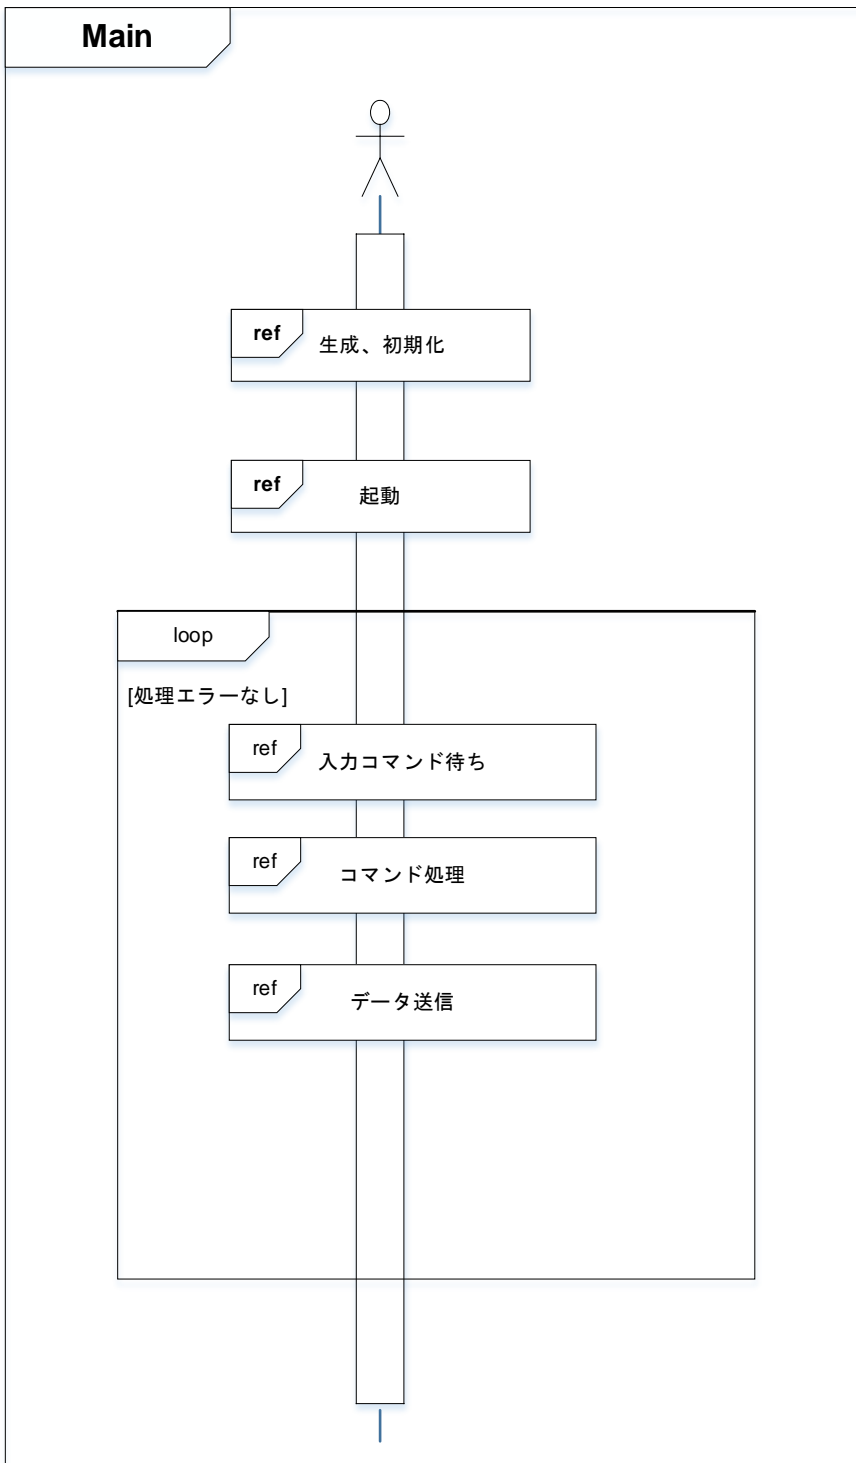 Main
ref
生成、初期化
ref
起動
loop
[処理エラーなし]
ref
入力コマンド待ち
ref
コマンド処理
ref
データ送信